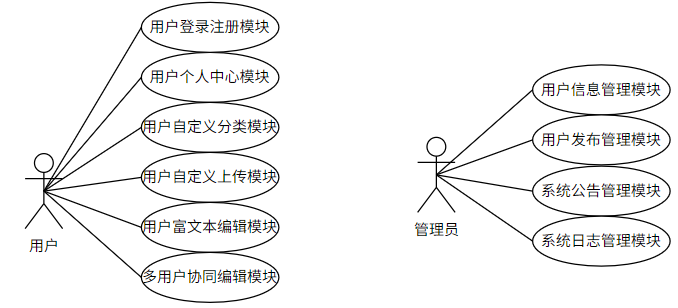 用户登录注册模块
用户个人中心模块
用户自定义分类模块
用户自定义上传模块
用户富文本编辑模块
多用户协同编辑模块
用户
用户信息管理模块
用户发布管理模块
系统公告管理模块
系统日志管理模块
管理员